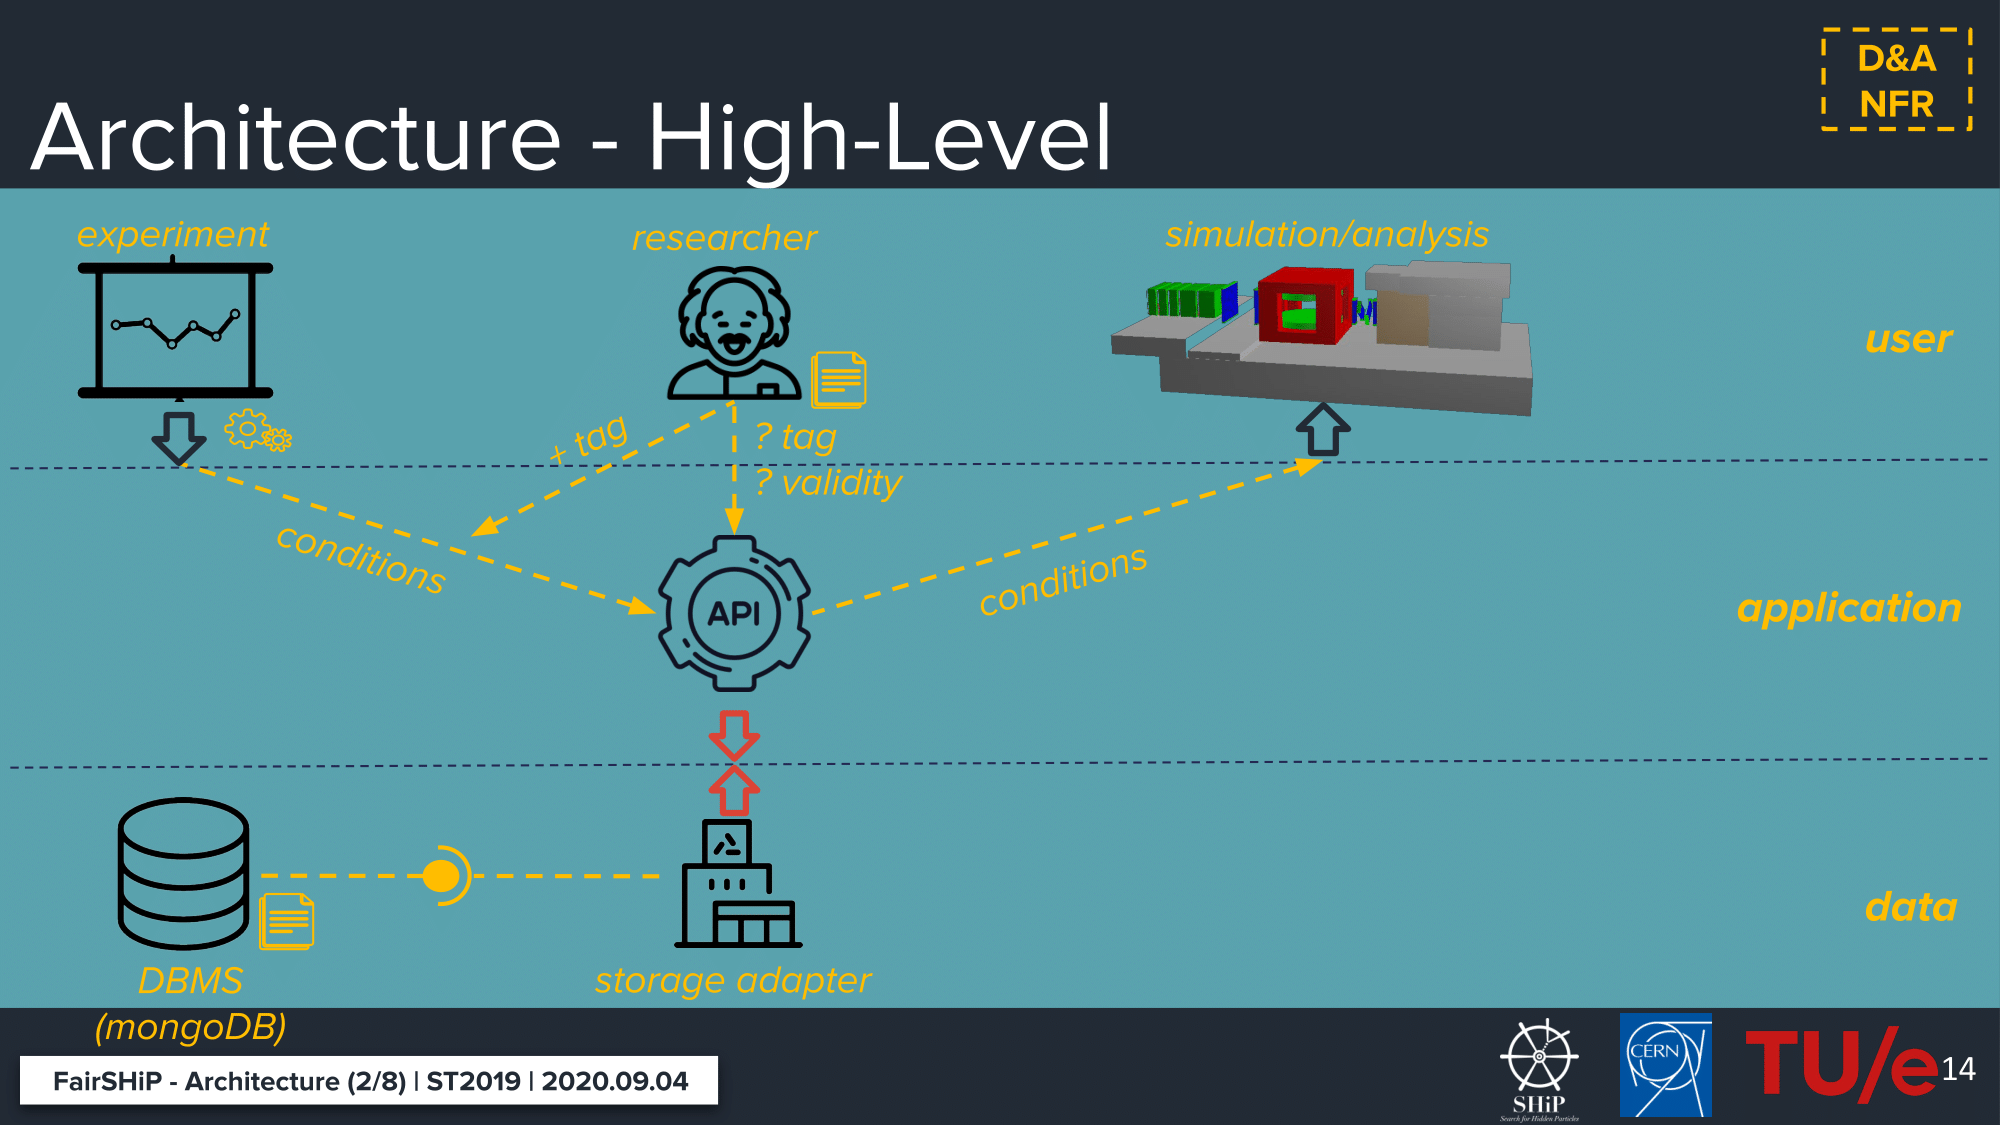 D&A
NFR
Architecture - High-Level
experiment
researcher
simulation/analysis
user
+ tag
? tag
? validity
conditions
conditions
API
application
data
DBMS
(mongoDB)
storage adapter
FairSHiP - Architecture (2/8) | ST2019 | 2020.09.04
SHiP
Search for Hidden Particles
CERN
TU/e
14